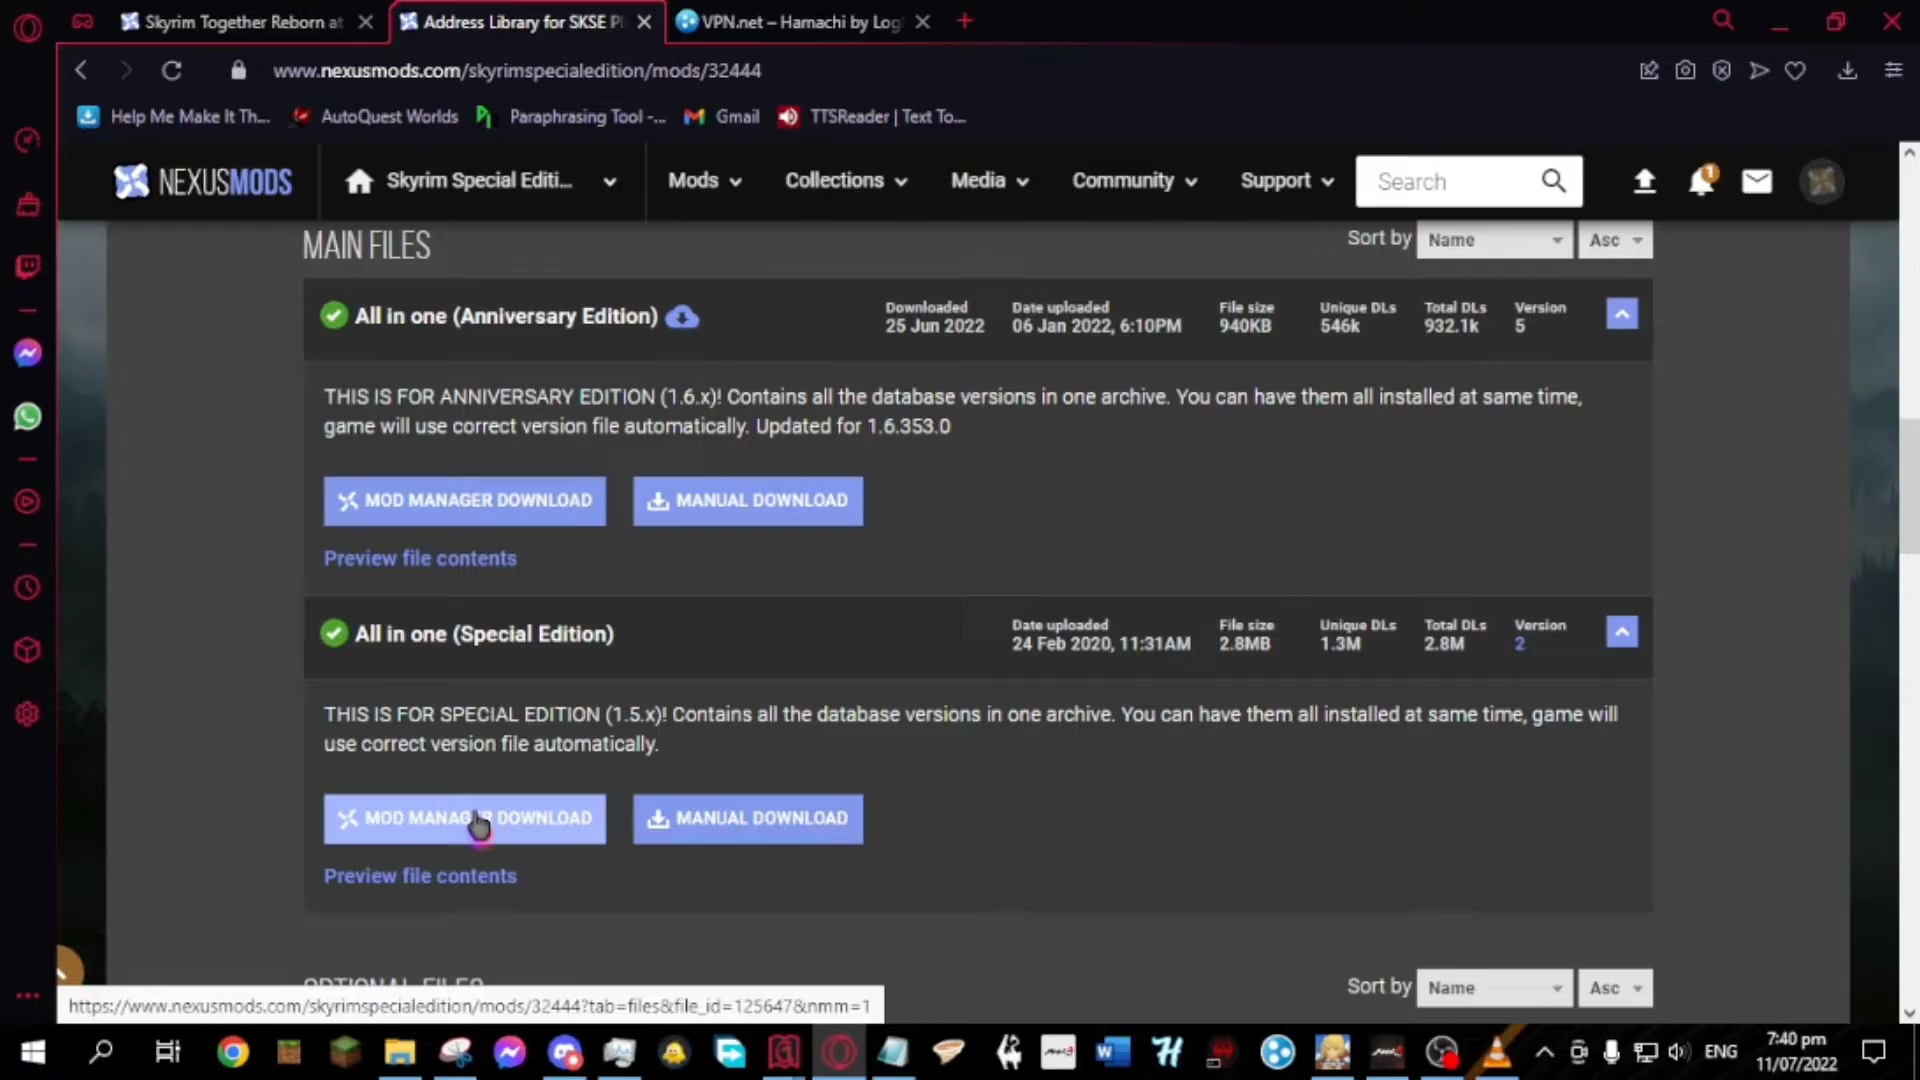 Skyrim Together Reborn at
Address Library for SKSE Pl
VPN.net – Hamachi by Log
www.nexusmods.com/skyrimspecialedition/mods/32444
Help Me Make It Th...
AutoQuest Worlds
Paraphrasing Tool -...
Gmail
TTSReader | Text To...
NEXUSMODS
Skyrim Special Editi...
Mods
Collections
Media
Community
Support
Search
1
MAIN FILES
Sort by
Name
Asc
All in one (Anniversary Edition)
Downloaded
25 Jun 2022
Date uploaded
06 Jan 2022, 6:10PM
File size
940KB
Unique DLs
546k
Total DLs
932.1k
Version
5
THIS IS FOR ANNIVERSARY EDITION (1.6.x)! Contains all the database versions in one archive. You can have them all installed at same time,
game will use correct version file automatically. Updated for 1.6.353.0
MOD MANAGER DOWNLOAD
MANUAL DOWNLOAD
Preview file contents
All in one (Special Edition)
Date uploaded
24 Feb 2020, 11:31AM
File size
2.8MB
Unique DLs
1.3M
Total DLs
2.8M
Version
2
THIS IS FOR SPECIAL EDITION (1.5.x)! Contains all the database versions in one archive. You can have them all installed at same time, game will
use correct version file automatically.
MOD MANAGER DOWNLOAD
MANUAL DOWNLOAD
Preview file contents
OPTIONAL FILES
Sort by
Name
Asc
https://www.nexusmods.com/skyrimspecialedition/mods/32444?tab=files&file_id=125647&nmm=1
ENG
7:40 pm
11/07/2022